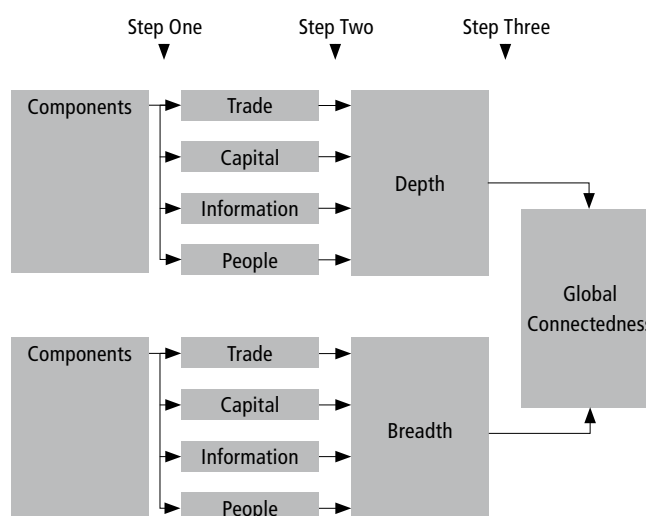 Step One
Step Two
Step Three
Components
Trade
Capital
Information
People
Depth
Global
Connectedness
Components
Trade
Capital
Information
People
Breadth